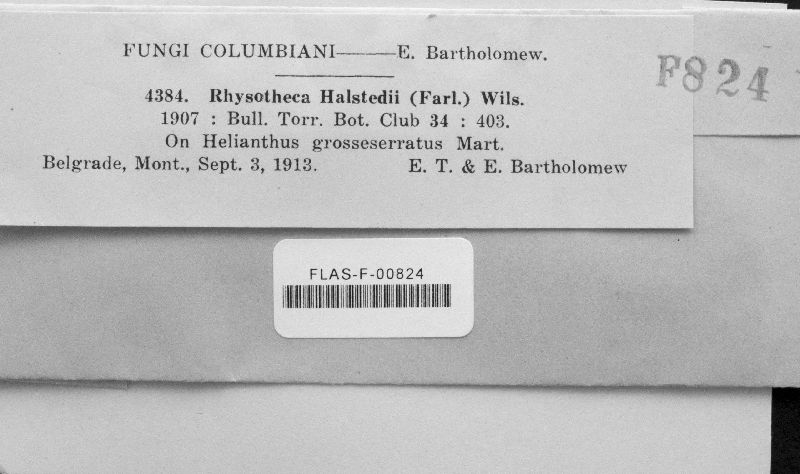 FUNGI COLUMBIANI——E. Bartholomew.
4384. Rhysotheca Halstedii (Farl.) Wils.
1907 : Bull. Torr. Bot. Club 34 : 403.
On Helianthus grosseserratus Mart.
Belgrade, Mont., Sept. 3, 1913. E. T. & E. Bartholomew
F824
FLAS-F-00824